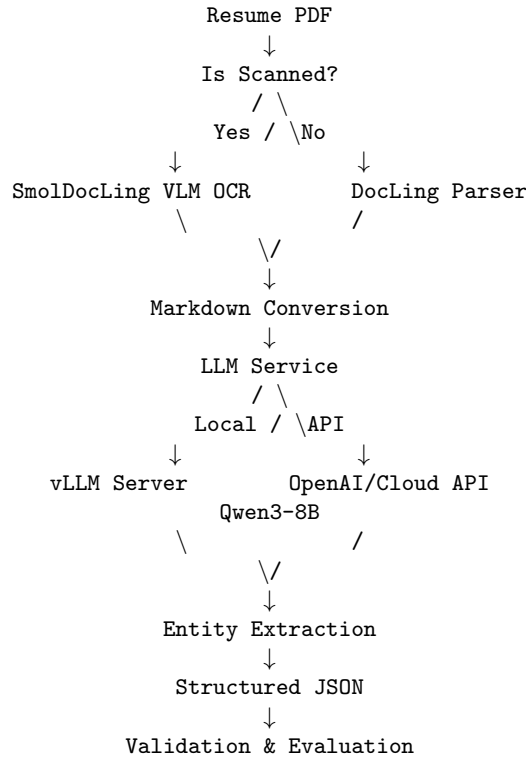 Resume PDF
↓
Is Scanned?
/ \
Yes / \No
↓ ↓
SmolDocLing VLM OCR DocLing Parser
\ /
\/
↓
Markdown Conversion
↓
LLM Service
/ \
Local / \API
↓ ↓
vLLM Server OpenAI/Cloud API
Qwen3-8B
\ /
\/
↓
Entity Extraction
↓
Structured JSON
↓
Validation & Evaluation